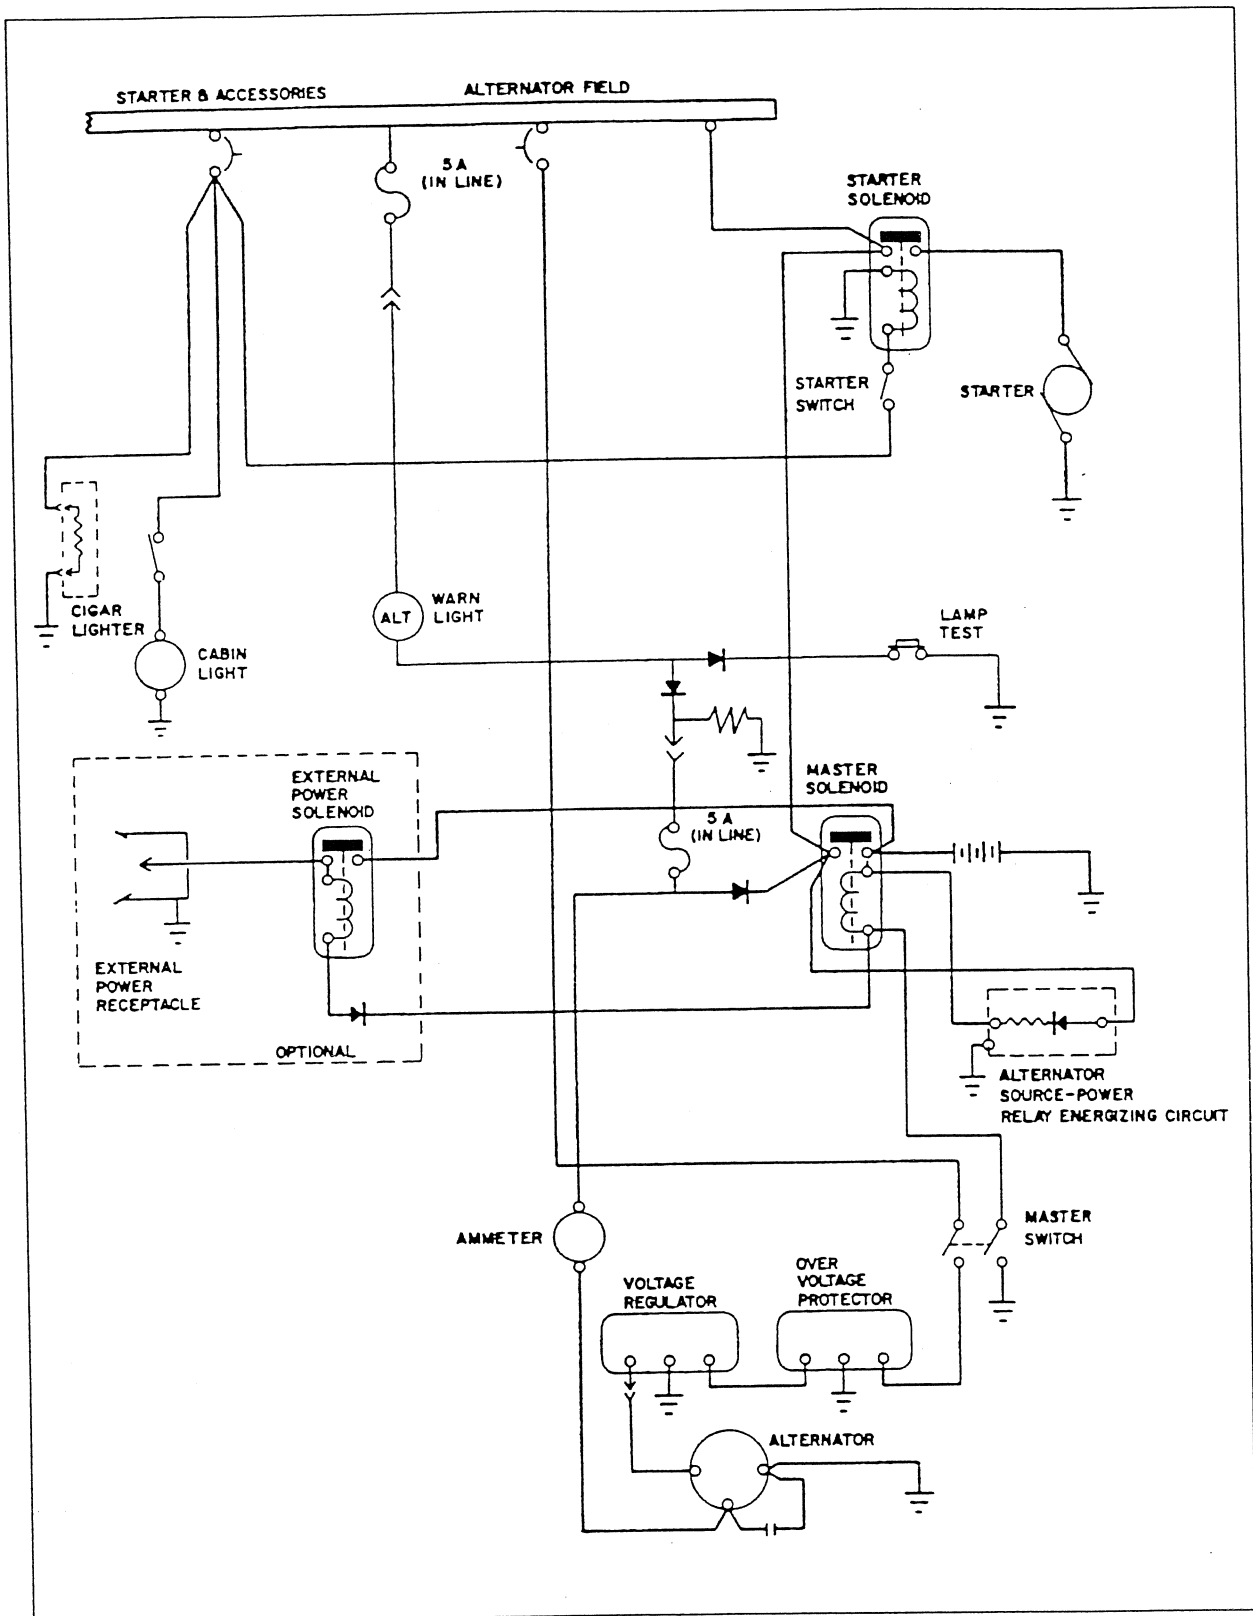 STARTER & ACCESSORIES
ALTERNATOR FIELD
5 A
(IN LINE)
STARTER
SOLENOID
STARTER
SWITCH
STARTER
CIGAR
LIGHTER
CABIN
LIGHT
ALT
WARN
LIGHT
LAMP
TEST
EXTERNAL
POWER
SOLENOID
MASTER
SOLENOID
5 A
(IN LINE)
EXTERNAL
POWER
RECEPTACLE
OPTIONAL
ALTERNATOR
SOURCE-POWER
RELAY ENERGIZING CIRCUIT
AMMETER
MASTER
SWITCH
VOLTAGE
REGULATOR
OVER
VOLTAGE
PROTECTOR
ALTERNATOR